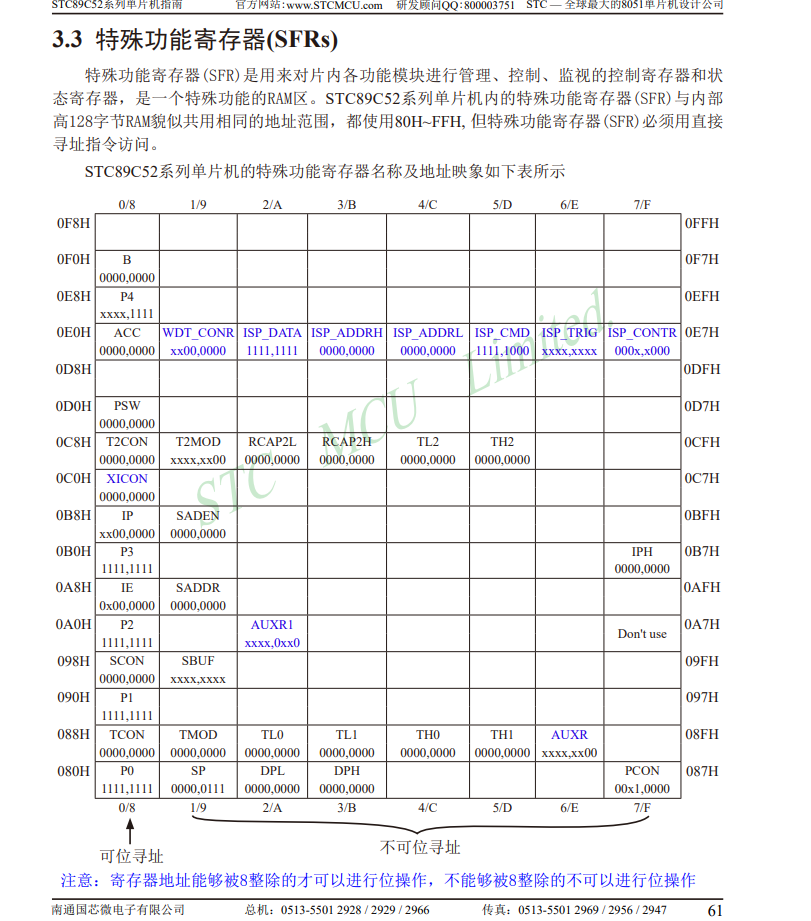 STC89C52系列单片机指南 官方网站:www.STCMCU.com 研发顾问QQ:800003751 STC — 全球最大的8051单片机设计公司
3.3 特殊功能寄存器(SFRs)
特殊功能寄存器(SFR)是用来对片内各功能模块进行管理、控制、监视的控制寄存器和状
态寄存器，是一个特殊功能的RAM区。STC89C52系列单片机内的特殊功能寄存器(SFR)与内部
高128字节RAM貌似共用相同的地址范围，都使用80H~FFH, 但特殊功能寄存器(SFR)必须用直接
寻址指令访问。
STC89C52系列单片机的特殊功能寄存器名称及地址映象如下表所示
0/8 1/9 2/A 3/B 4/C 5/D 6/E 7/F
0F8H 0FFH
0F0H B 0F7H
0000,0000
0E8H P4 0EFH
xxxx,1111
0E0H ACC WDT_CONR ISP_DATA ISP_ADDRH ISP_ADDRL ISP_CMD ISP_TRIG ISP_CONTR 0E7H
0000,0000 xx00,0000 1111,1111 0000,0000 0000,0000 1111,1000 xxxx,xxxx 000x,x000
0D8H 0DFH
0D0H PSW 0D7H
0000,0000
0C8H T2CON T2MOD RCAP2L RCAP2H TL2 TH2 0CFH
0000,0000 xxxx,xx00 0000,0000 0000,0000 0000,0000 0000,0000
0C0H XICON 0C7H
0000,0000
0B8H IP SADEN 0BFH
xx00,0000 0000,0000
0B0H P3 IPH 0B7H
1111,1111 0000,0000
0A8H IE SADDR 0AFH
0x00,0000 0000,0000
0A0H P2 AUXR1 Don't use 0A7H
1111,1111 xxxx,0xx0
098H SCON SBUF 09FH
0000,0000 xxxx,xxxx
090H P1 097H
1111,1111
088H TCON TMOD TL0 TL1 TH0 TH1 AUXR 08FH
0000,0000 0000,0000 0000,0000 0000,0000 0000,0000 0000,0000 xxxx,xx00
080H P0 SP DPL DPH PCON 087H
1111,1111 0000,0111 0000,0000 0000,0000 00x1,0000
0/8 1/9 2/A 3/B 4/C 5/D 6/E 7/F
STC MCU Limited.
可位寻址 不可位寻址
注意：寄存器地址能够被8整除的才可以进行位操作，不能够被8整除的不可以进行位操作
南通国芯微电子有限公司 总机：0513-5501 2928 / 2929 / 2966 传真：0513-5501 2969 / 2956 / 2947 61